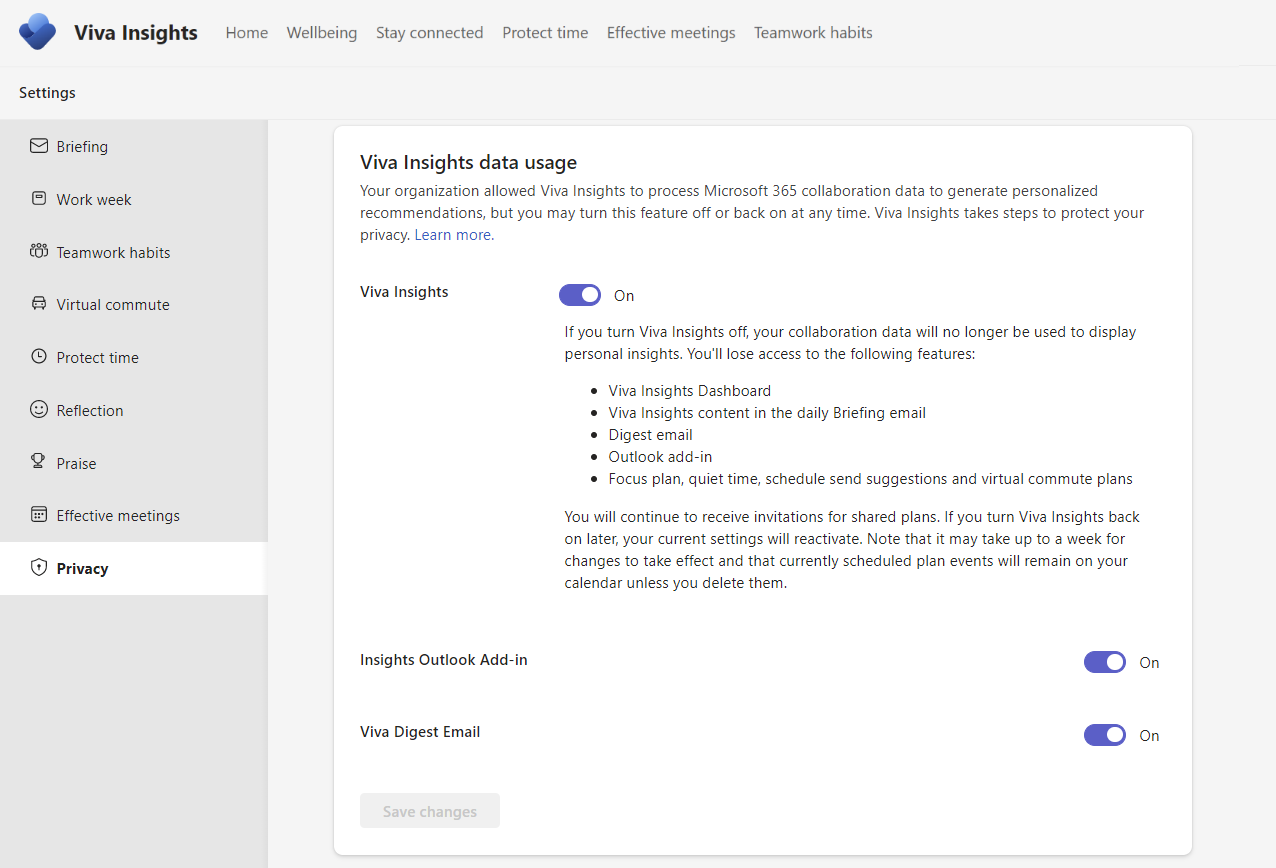 Viva Insights
Home
Wellbeing
Stay connected
Protect time
Effective meetings
Teamwork habits
Settings
Briefing
Work week
Teamwork habits
Virtual commute
Protect time
Reflection
Praise
Effective meetings
Privacy
Viva Insights data usage
Your organization allowed Viva Insights to process Microsoft 365 collaboration data to generate personalized
recommendations, but you may turn this feature off or back on at any time. Viva Insights takes steps to protect your
privacy. Learn more.
Viva Insights
On
If you turn Viva Insights off, your collaboration data will no longer be used to display
personal insights. You'll lose access to the following features:
• Viva Insights Dashboard
• Viva Insights content in the daily Briefing email
• Digest email
• Outlook add-in
• Focus plan, quiet time, schedule send suggestions and virtual commute plans
You will continue to receive invitations for shared plans. If you turn Viva Insights back
on later, your current settings will reactivate. Note that it may take up to a week for
changes to take effect and that currently scheduled plan events will remain on your
calendar unless you delete them.
Insights Outlook Add-in
On
Viva Digest Email
On
Save changes